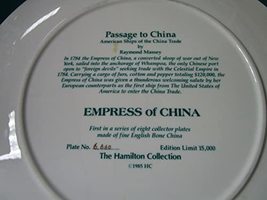 Passage to China
American Ships of the China Trade
by
Raymond Massey
In 1784 the Empress of China, a converted sloop of war out of New
York, sailed into the anchorage of Whampoa, the only Chinese port
open to "foreign devils" seeking trade with the Celestial Empire in
1784. Carrying a cargo of furs, cotton and pepper totaling $120,000, the
Empress of China was given a thunderous welcoming salute by her
European counterparts as the first ship from The United States of
America to enter the China Trade.
EMPRESS of CHINA
First in a series of eight collector plates
made of fine English Bone China
Plate No. Edition Limit 15,000
The Hamilton Collection
©1985 HC